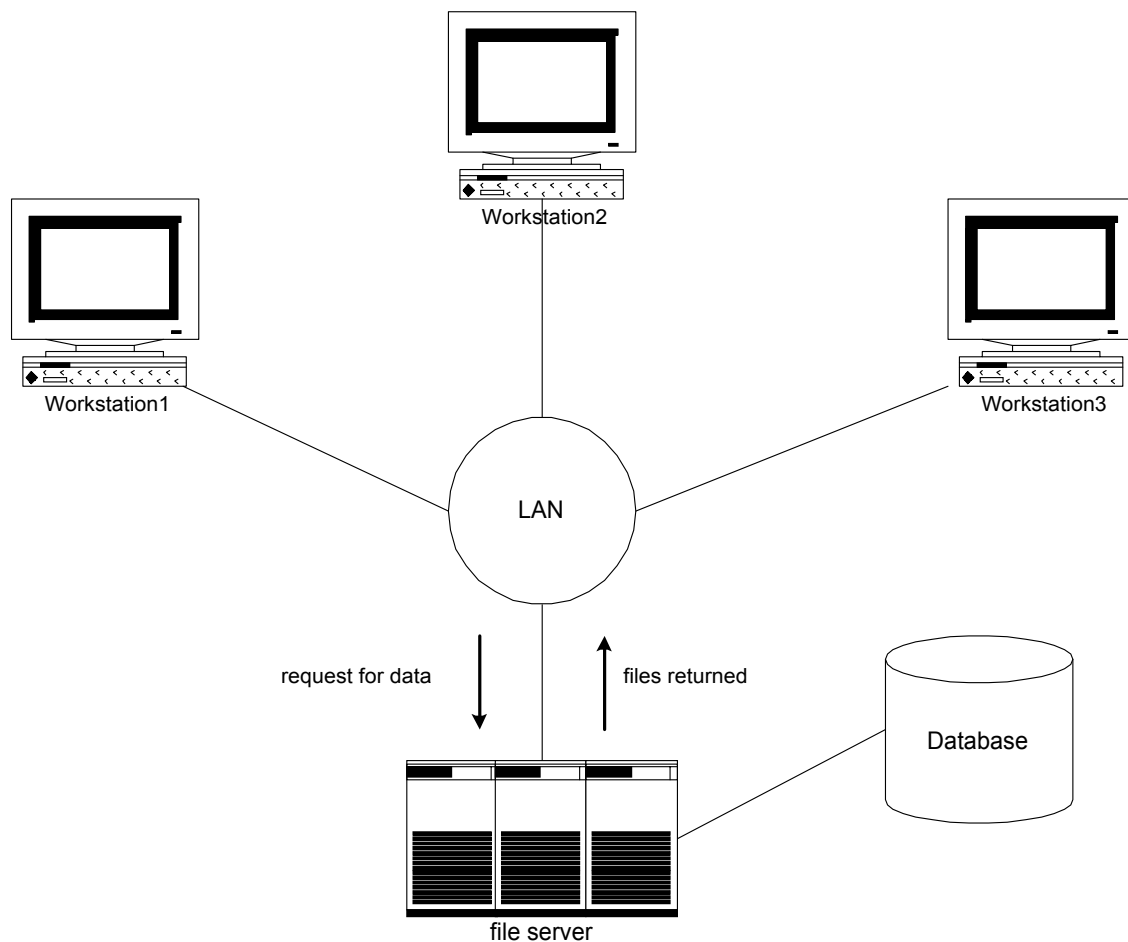 Workstation2
Workstation1
Workstation3
LAN
request for data
files returned
Database
file server